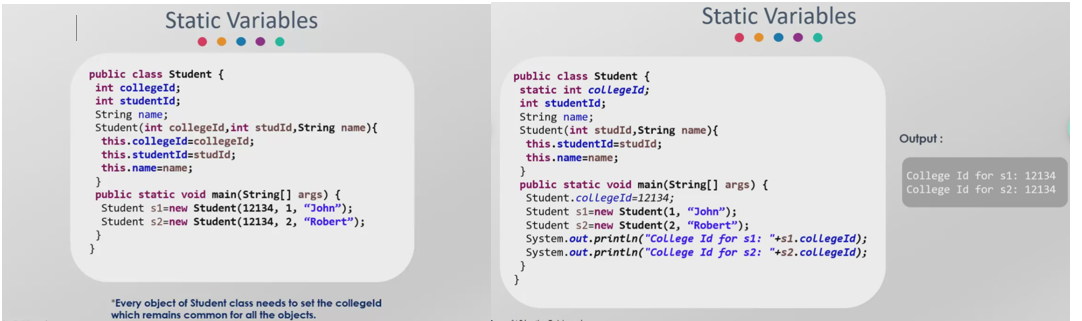 Static Variables
public class Student {
int collegeId;
int studentId;
String name;
Student(int collegeId,int studId,String name){
this.collegeId=collegeId;
this.studentId=studId;
this.name=name;
}
public static void main(String[] args) {
Student s1=new Student(12134, 1, “John”);
Student s2=new Student(12134, 2, “Robert”);
}
}
*Every object of Student class needs to set the collegeId
which remains common for all the objects.
Static Variables
public class Student {
static int collegeId;
int studentId;
String name;
Student(int studId,String name){
this.studentId=studId;
this.name=name;
}
public static void main(String[] args) {
Student.collegeId=12134;
Student s1=new Student(1, “John”);
Student s2=new Student(2, “Robert”);
System.out.println("College Id for s1: "+s1.collegeId);
System.out.println("College Id for s2: "+s2.collegeId);
}
}
Output :
College Id for s1: 12134
College Id for s2: 12134